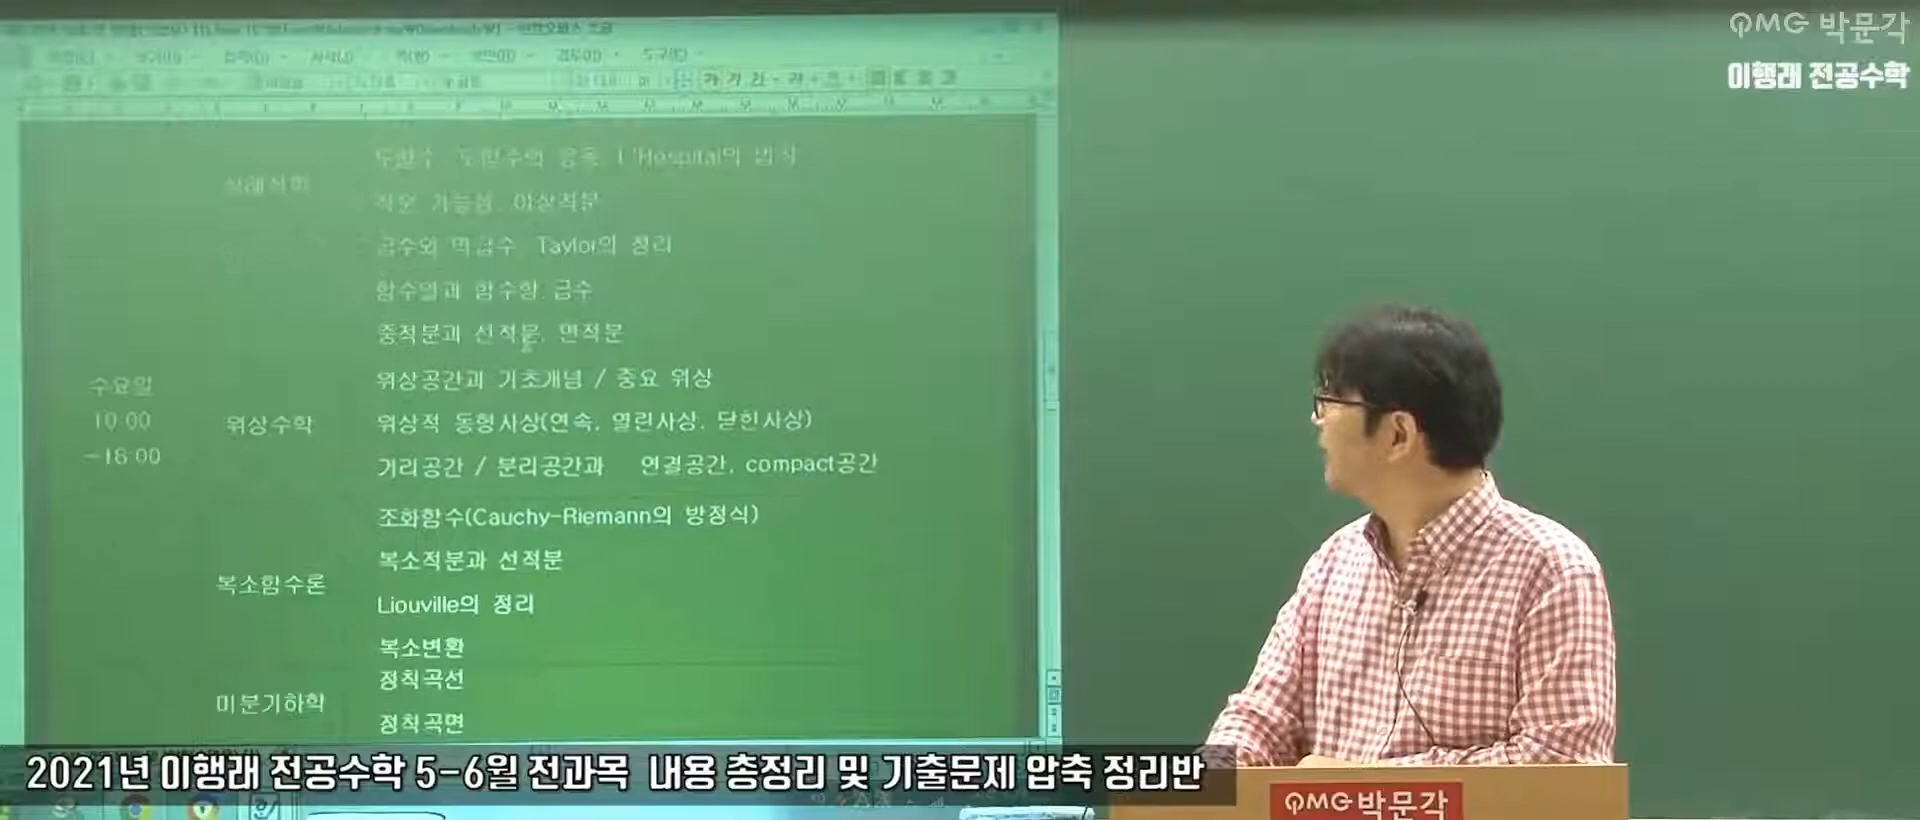 박문각
이행래 전공수학
도함수 도함수의 응용 L'Hospital의 법칙
해석학
적분 가능성, 이상적분
급수와 멱급수 Taylor의 정리
함수열과 함수항 급수
중적분과 선적분, 면적분
위상공간과 기초개념 / 중요 위상
수요일
위상적 동형사상(연속, 열린사상, 닫힌사상)
10:00
위상수학
거리공간 / 분리공간과 연결공간, compact공간
조화함수(Cauchy-Riemann의 방정식)
복소적분과 선적분
복소함수론
Liouville의 정리
복소변환
정칙곡선
미분기하학
정칙곡면
2021년 이행래 전공수학 5-6월 전과목 내용 총정리 및 기출문제 압축 정리반
PMG박문각